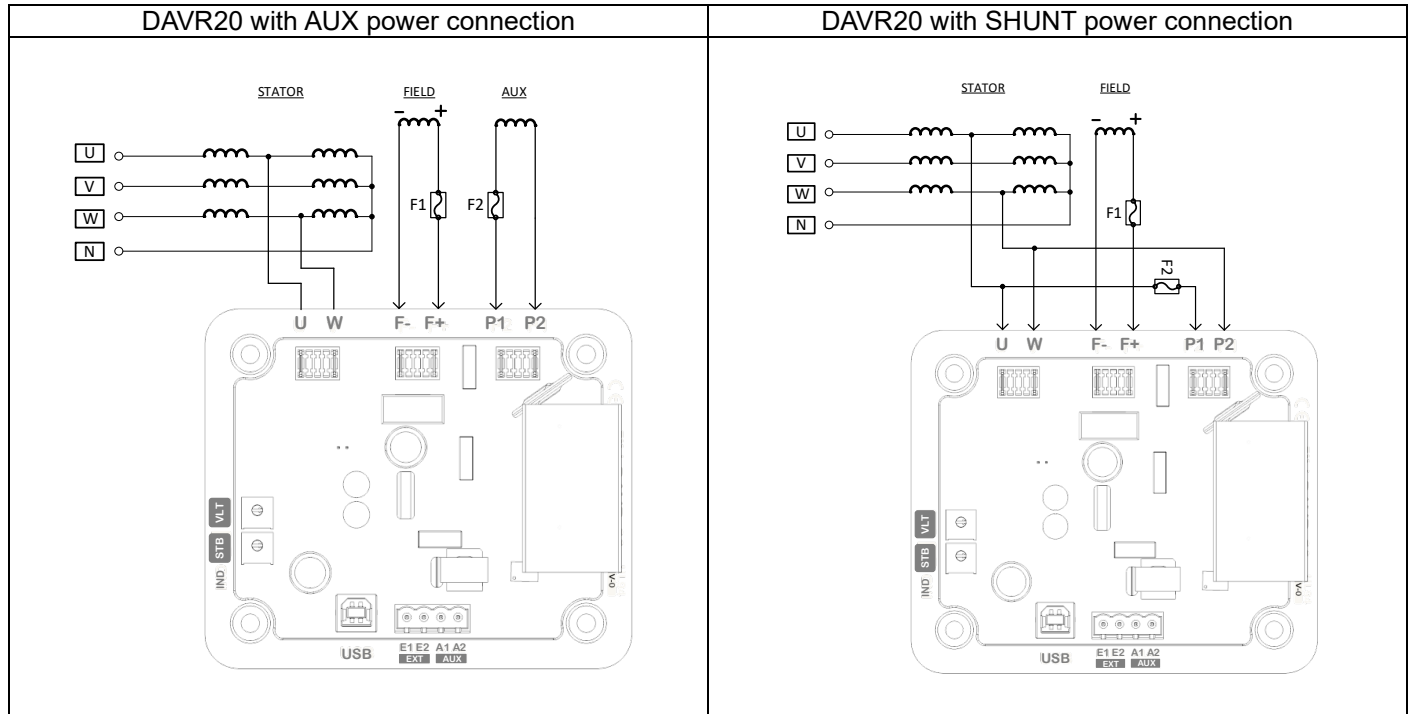 DAVR20 with AUX power connection
STATOR
FIELD
AUX
- +
U
V
W
N
F1
F2
U W F- F+ P1 P2
VLT
STB
IND
V-0
USB
E1 E2 A1 A2
EXT AUX
DAVR20 with SHUNT power connection
STATOR
FIELD
- +
U
V
W
N
F1
F2
U W F- F+ P1 P2
VLT
STB
IND
V-0
USB
E1 E2 A1 A2
EXT AUX